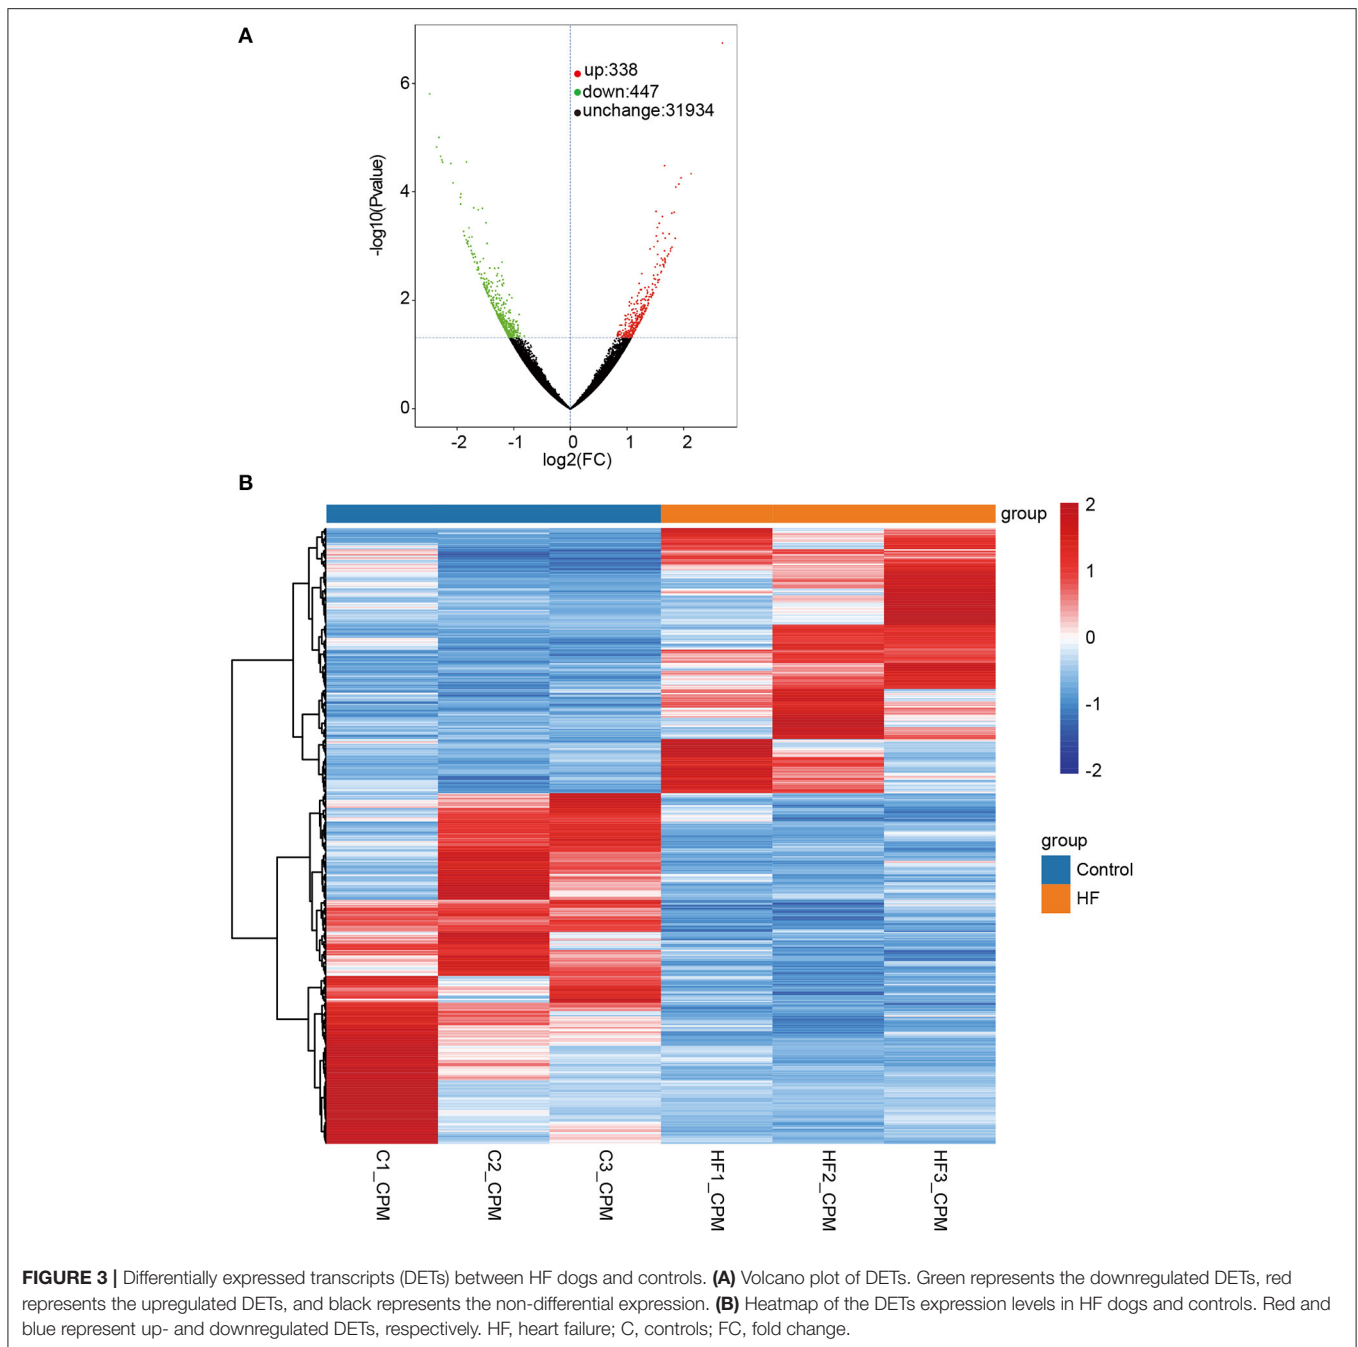 A
up:338
down:447
unchange:31934
6
4
2
0
-log10(Pvalue)
-2 -1 0 1 2
log2(FC)
B
group
2
1
0
-1
-2
group
Control
HF
C1_CPM C2_CPM C3_CPM HF1_CPM HF2_CPM HF3_CPM
FIGURE 3 | Differentially expressed transcripts (DETs) between HF dogs and controls. (A) Volcano plot of DETs. Green represents the downregulated DETs, red
represents the upregulated DETs, and black represents the non-differential expression. (B) Heatmap of the DETs expression levels in HF dogs and controls. Red and
blue represent up- and downregulated DETs, respectively. HF, heart failure; C, controls; FC, fold change.